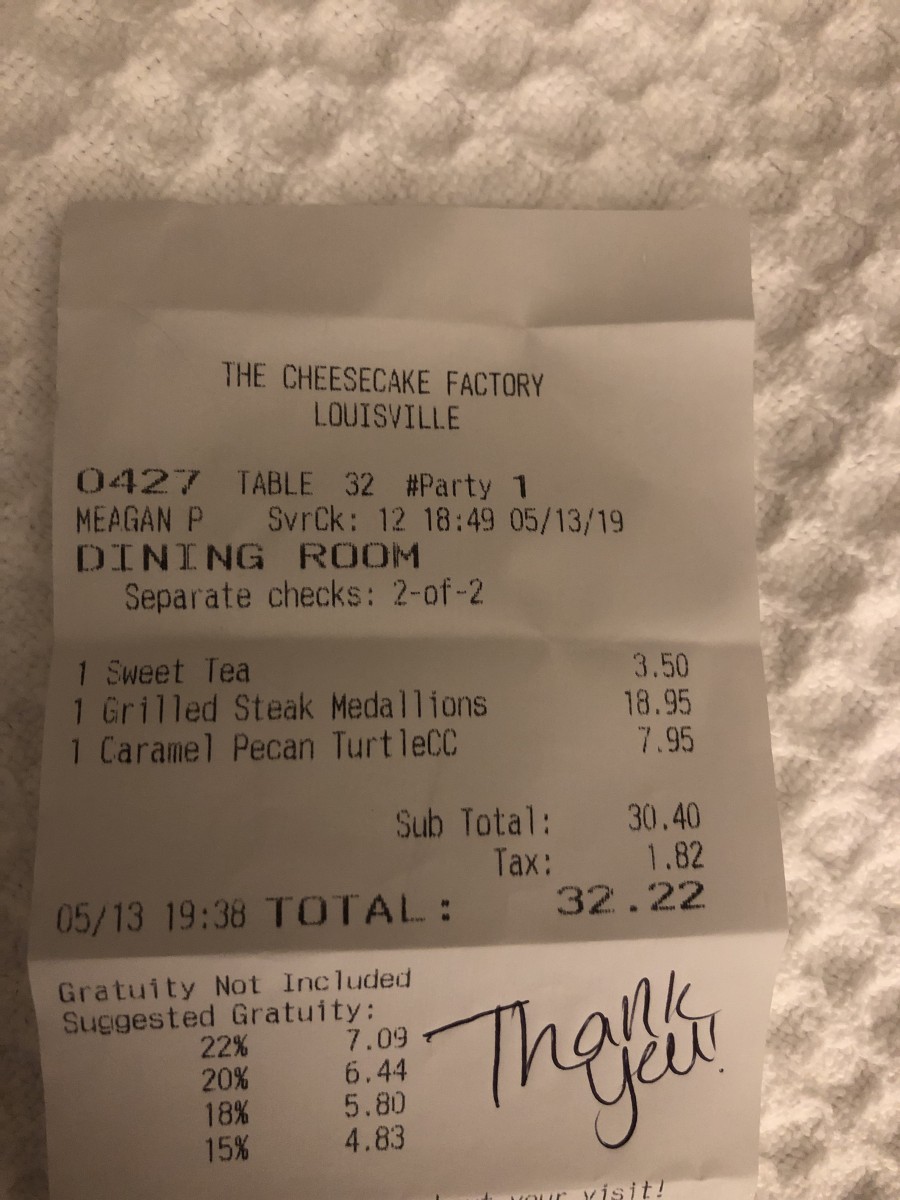 THE CHEESECAKE FACTORY
LOUISVILLE
0427 TABLE 32 #Party 1
MEAGAN P SvrCk: 12 18:49 05/13/19
DINING ROOM
Separate checks: 2-of-2
1 Sweet Tea 3.50
1 Grilled Steak Medallions 18.95
1 Caramel Pecan TurtleCC 7.95
Sub Total: 30.40
Tax: 1.82
05/13 19:38 TOTAL: 32.22
Gratuity Not Included
Suggested Gratuity:
22% 7.09
20% 6.44
18% 5.80
15% 4.83
Thank
you!
your visit!